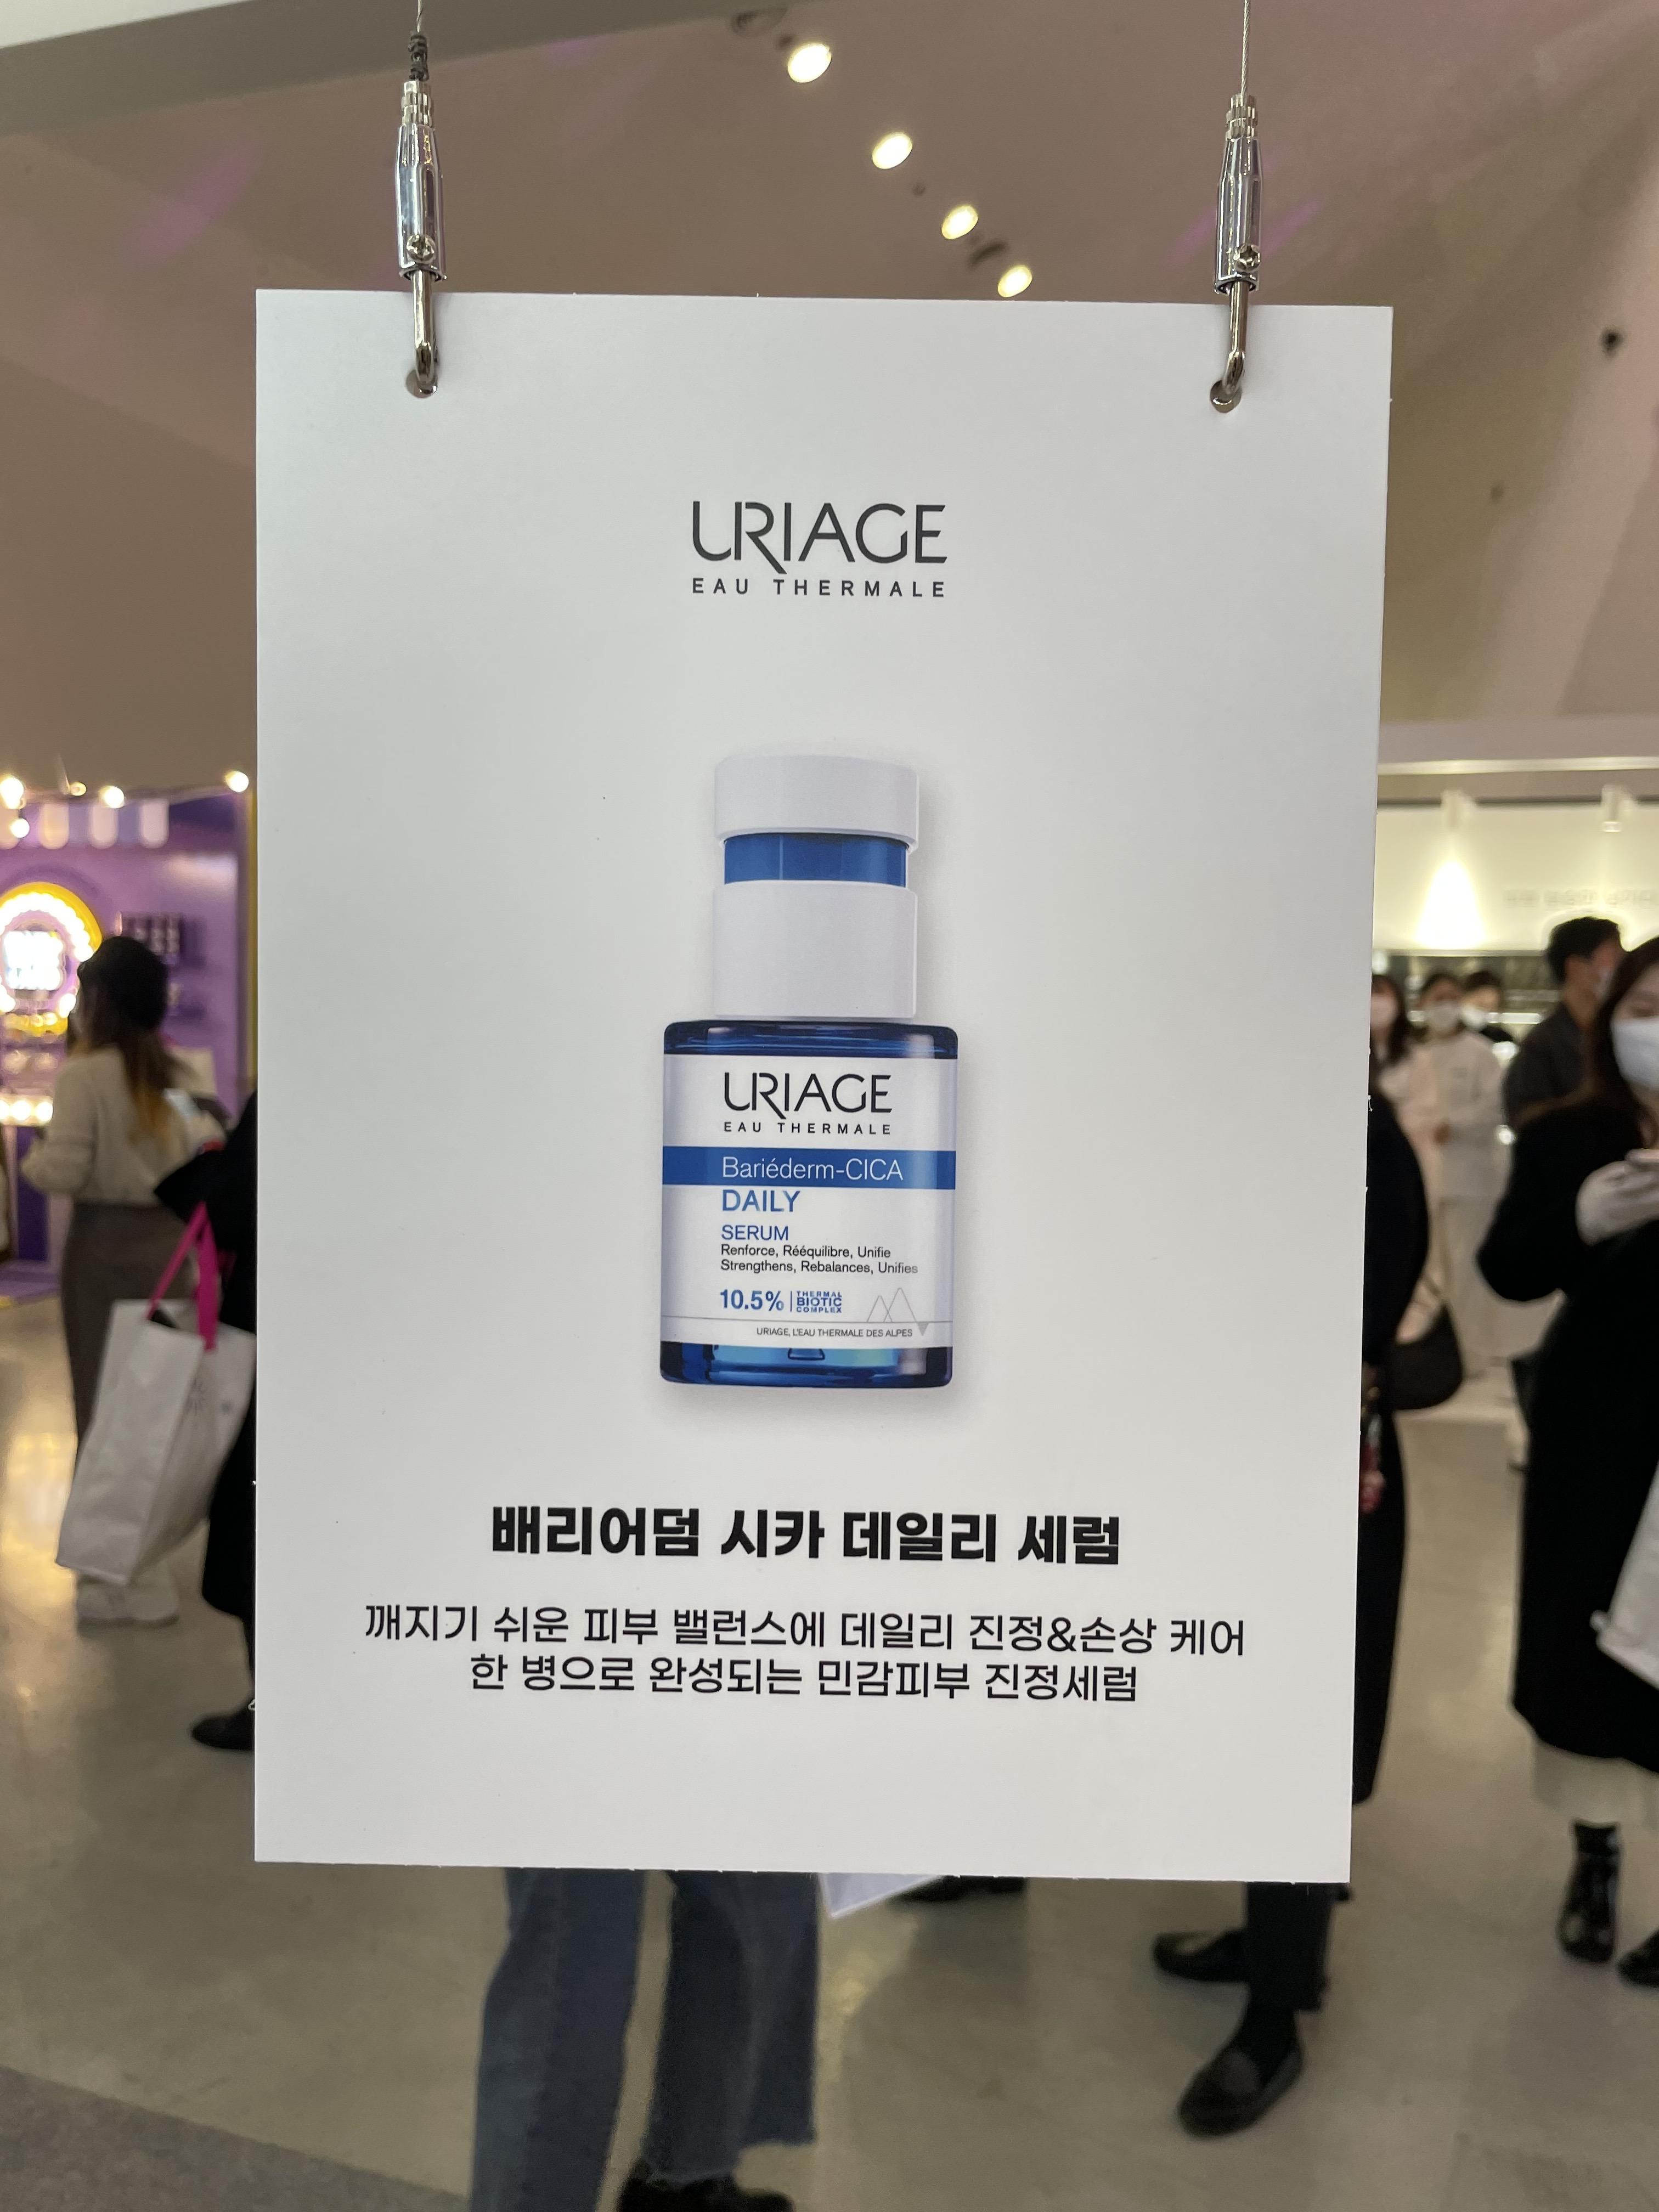 URIAGE
EAU THERMALE
URIAGE
EAU THERMALE
Bariéderm-CICA
DAILY
SERUM
Renforce, Rééquilibre, Unifie
Strengthens, Rebalances, Unifies
10.5% THERMAL
BIOTIC
COMPLEX
URIAGE, L'EAU THERMALE DES ALPES
배리어덤 시카 데일리 세럼
깨지기 쉬운 피부 밸런스에 데일리 진정&손상 케어
한 병으로 완성되는 민감피부 진정세럼